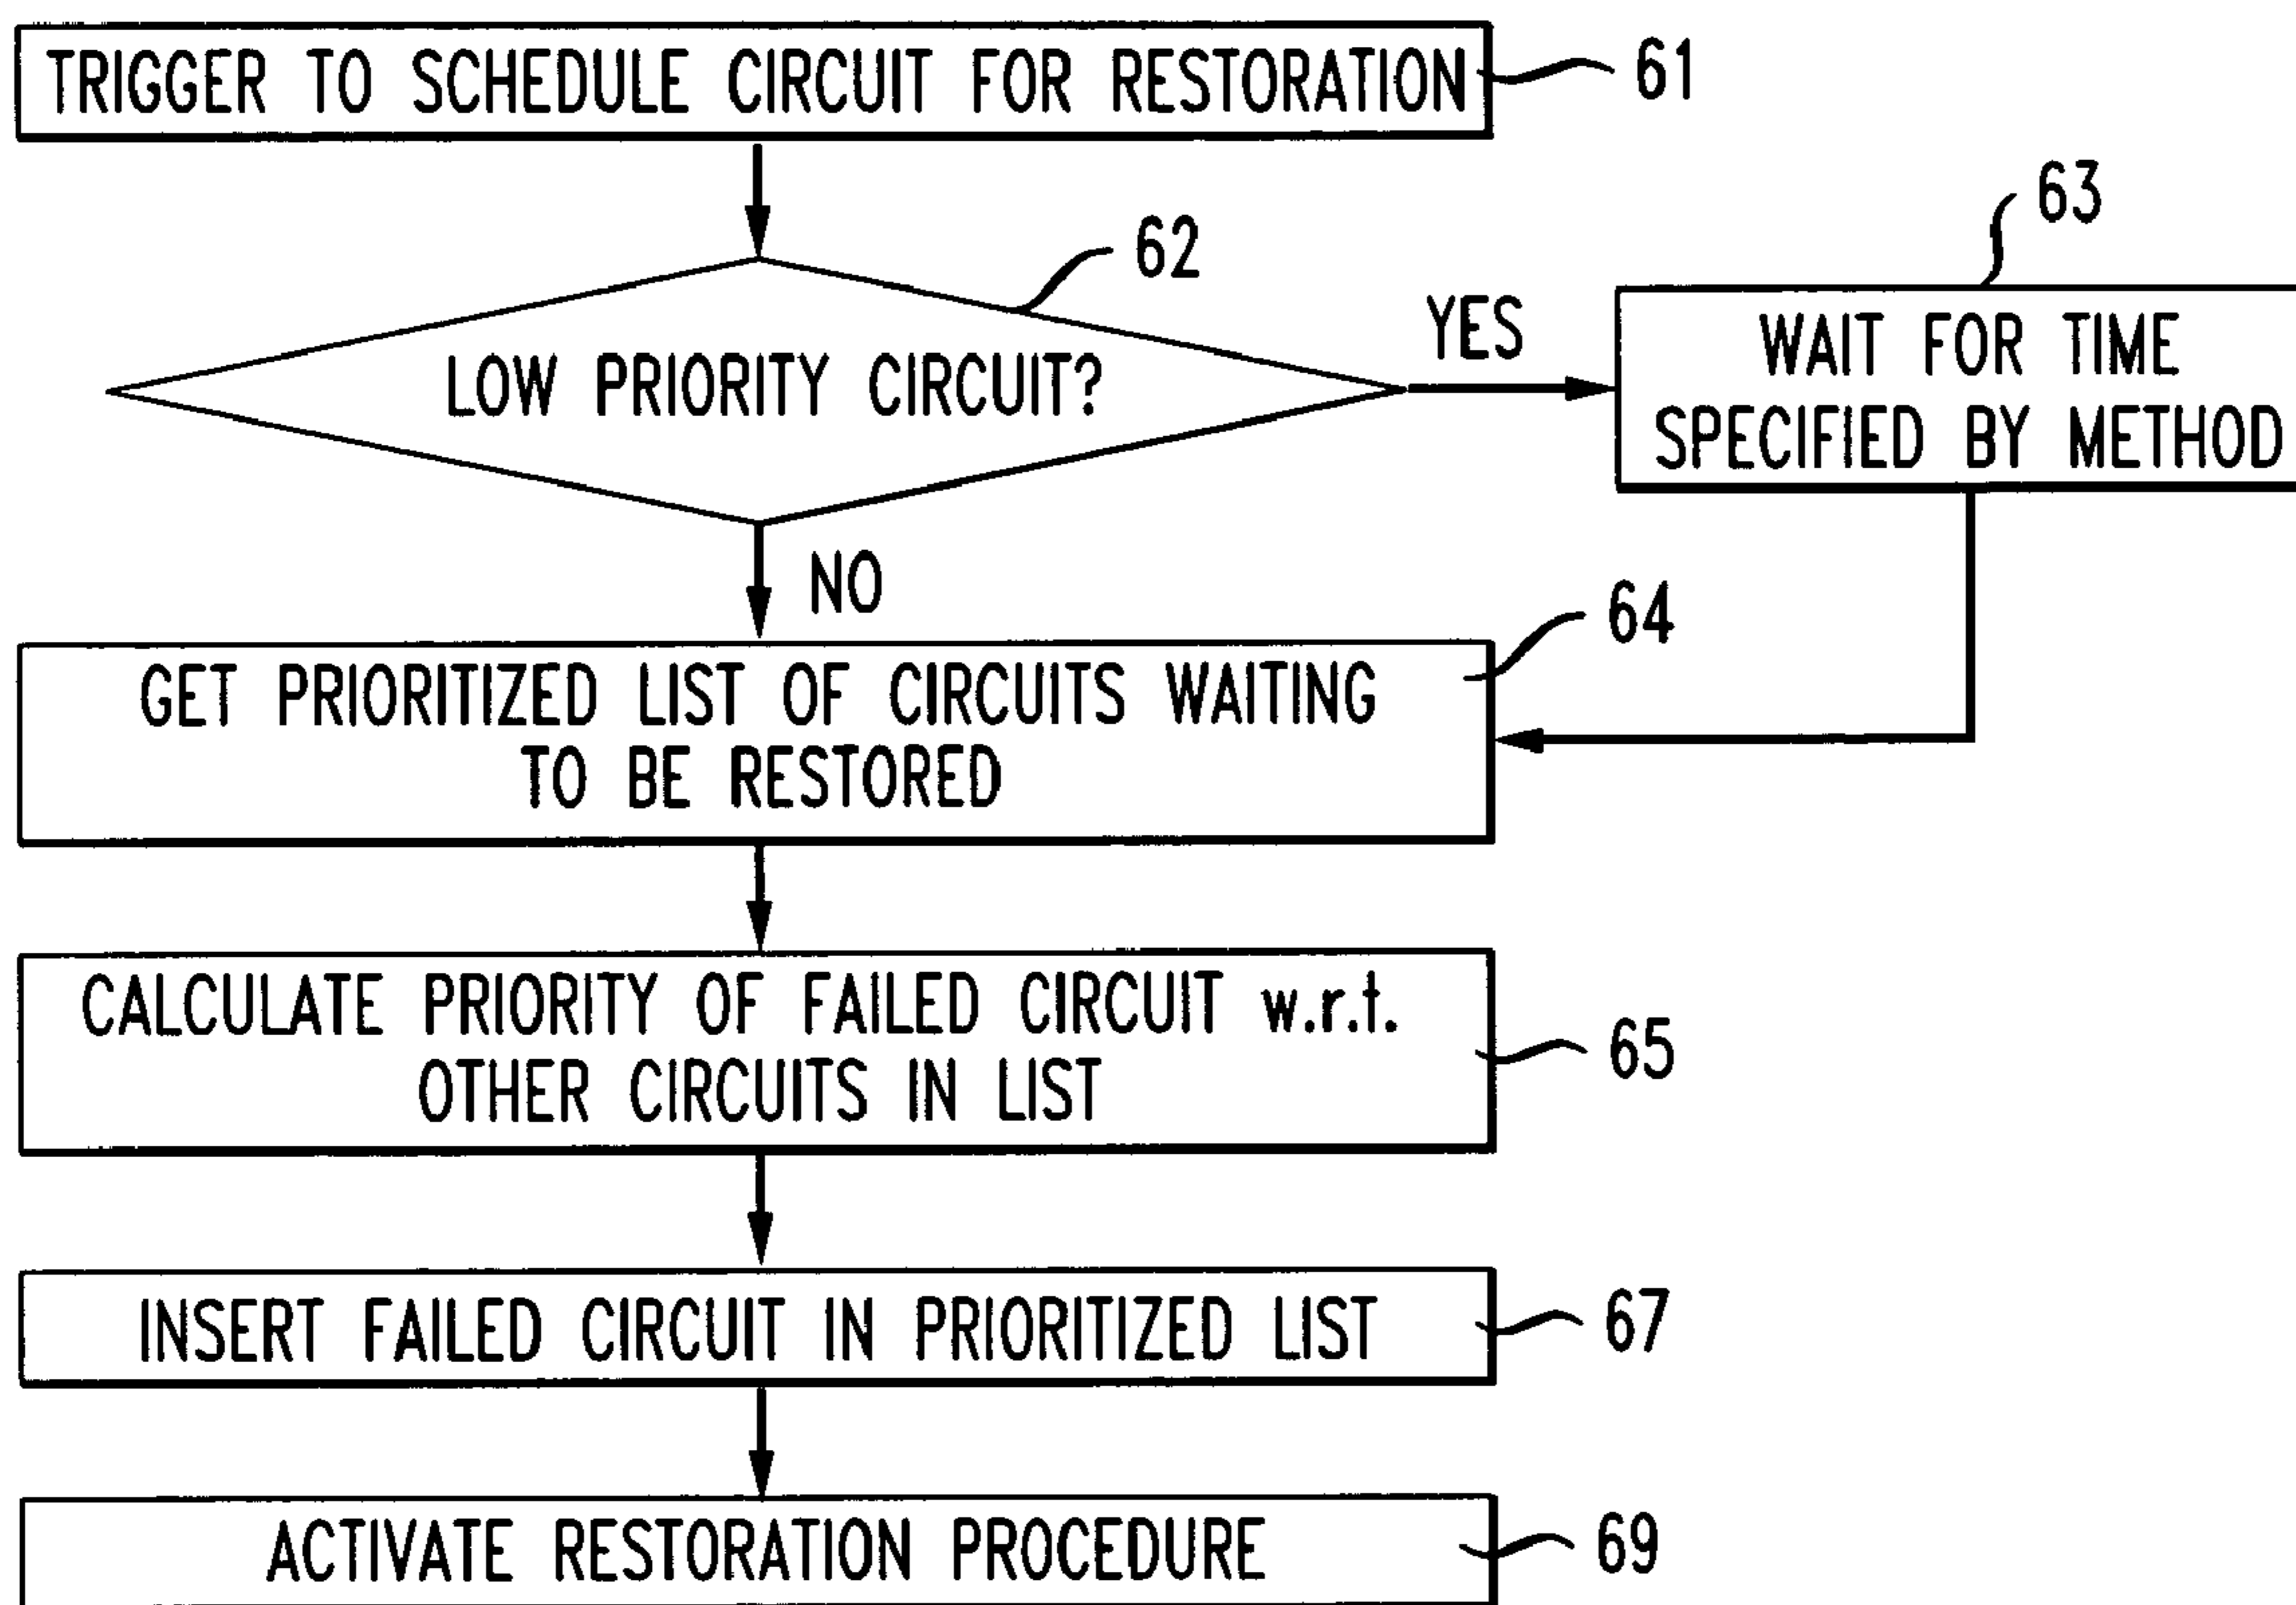 TRIGGER TO SCHEDULE CIRCUIT FOR RESTORATION
61
62
LOW PRIORITY CIRCUIT?
YES
63
WAIT FOR TIME
SPECIFIED BY METHOD
NO
64
GET PRIORITIZED LIST OF CIRCUITS WAITING
TO BE RESTORED
CALCULATE PRIORITY OF FAILED CIRCUIT w.r.t.
OTHER CIRCUITS IN LIST
65
INSERT FAILED CIRCUIT IN PRIORITIZED LIST
67
ACTIVATE RESTORATION PROCEDURE
69